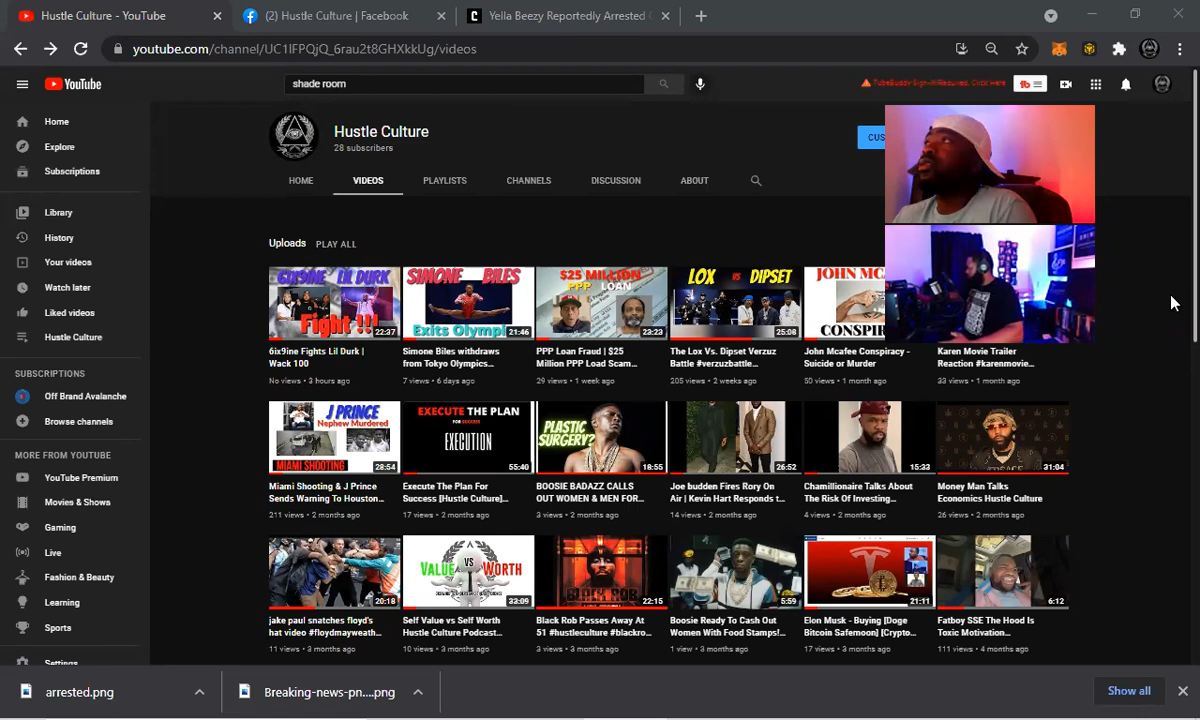 Hustle Culture - YouTube
(2) Hustle Culture | Facebook
Yella Beezy Reportedly Arrested
youtube.com/channel/UC1IFPQjQ_6rau2t8GHXkkUg/videos
YouTube
shade room
TubeBuddy Sign-in Required. Click Here
Home
Explore
Subscriptions
Library
History
Your videos
Watch later
Liked videos
Hustle Culture
SUBSCRIPTIONS
Off Brand Avalanche
Browse channels
MORE FROM YOUTUBE
YouTube Premium
Movies & Shows
Gaming
Live
Fashion & Beauty
Learning
Sports
Settings
Hustle Culture
28 subscribers
CUS
HOME VIDEOS PLAYLISTS CHANNELS DISCUSSION ABOUT
Uploads PLAY ALL
6IX9INE LIL DURK
Fight !!!
22:37
6ix9ine Fights Lil Durk |
Wack 100
No views • 3 hours ago
SIMONE BILES
Exits Olympi
21:46
Simone Biles withdraws
from Tokyo Olympics...
7 views • 6 days ago
$25 MILLION
PPP LOAN
23:23
PPP Loan Fraud | $25
Million PPP Load Scam...
29 views • 1 week ago
LOX VS DIPSET
25:08
The Lox Vs. Dipset Verzuz
Battle #verzuzbattle...
205 views • 2 weeks ago
JOHN MC
CONSPIR
John Mcafee Conspiracy -
Suicide or Murder
50 views • 1 month ago
Karen Movie Trailer
Reaction #karenmovie...
33 views • 1 month ago
J PRINCE
Nephew Murdered
MIAMI SHOOTING
28:54
Miami Shooting & J Prince
Sends Warning To Houston...
211 views • 2 months ago
EXECUTE THE PLAN
FOR SUCCESS
EXECUTION
55:40
Execute The Plan For
Success [Hustle Culture]...
17 views • 2 months ago
PLASTIC
SURGERY?
18:55
BOOSIE BADAZZ CALLS
OUT WOMEN & MEN FOR...
3 views • 2 months ago
26:52
Joe budden Fires Rory On
Air | Kevin Hart Responds t...
14 views • 2 months ago
15:33
Chamillionaire Talks About
The Risk Of Investing...
4 views • 2 months ago
31:04
Money Man Talks
Economics Hustle Culture
26 views • 2 months ago
20:18
jake paul snatches floyd's
hat video #floydmayweath...
11 views • 3 months ago
VALUE VS WORTH
33:09
Self Value vs Self Worth
Hustle Culture Podcast...
10 views • 3 months ago
BLACK ROB
22:15
Black Rob Passes Away At
51 #hustleculture #blackro...
3 views • 3 months ago
5:59
Boosie Ready To Cash Out
Women With Food Stamps!...
1 view • 3 months ago
21:11
Elon Musk - Buying [Doge
Bitcoin Safemoon] [Crypto...
17 views • 3 months ago
6:12
Fatboy SSE The Hood Is
Toxic Motivation...
111 views • 4 months ago
arrested.png
Breaking-news-pn....png
Show all